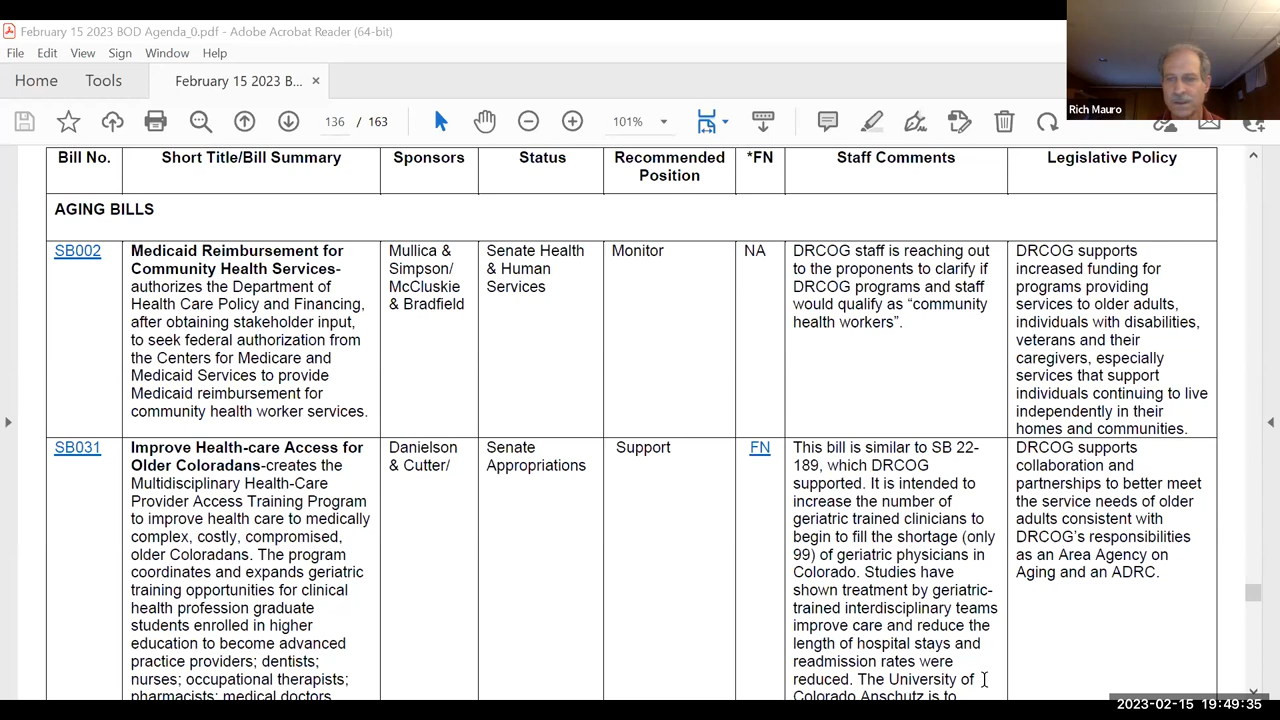 February 15 2023 BOD Agenda_0.pdf - Adobe Acrobat Reader (64-bit)
File Edit View Sign Window Help
Home Tools February 15 2023 B... ×
136 / 163 101%
Rich Mauro
Bill No. Short Title/Bill Summary Sponsors Status Recommended Position *FN Staff Comments Legislative Policy
AGING BILLS
SB002
Medicaid Reimbursement for
Community Health Services-
authorizes the Department of
Health Care Policy and Financing,
after obtaining stakeholder input,
to seek federal authorization from
the Centers for Medicare and
Medicaid Services to provide
Medicaid reimbursement for
community health worker services.
Mullica &
Simpson/
McCluskie
& Bradfield
Senate Health
& Human
Services
Monitor
NA
DRCOG staff is reaching out
to the proponents to clarify if
DRCOG programs and staff
would qualify as “community
health workers”.
DRCOG supports
increased funding for
programs providing
services to older adults,
individuals with disabilities,
veterans and their
caregivers, especially
services that support
individuals continuing to live
independently in their
homes and communities.
SB031
Improve Health-care Access for
Older Coloradans-creates the
Multidisciplinary Health-Care
Provider Access Training Program
to improve health care to medically
complex, costly, compromised,
older Coloradans. The program
coordinates and expands geriatric
training opportunities for clinical
health profession graduate
students enrolled in higher
education to become advanced
practice providers; dentists;
nurses; occupational therapists;
pharmacists; medical doctors
Danielson
& Cutter/
Senate
Appropriations
Support
FN
This bill is similar to SB 22-
189, which DRCOG
supported. It is intended to
increase the number of
geriatric trained clinicians to
begin to fill the shortage (only
99) of geriatric physicians in
Colorado. Studies have
shown treatment by geriatric-
trained interdisciplinary teams
improve care and reduce the
length of hospital stays and
readmission rates were
reduced. The University of
Colorado Anschutz is to
DRCOG supports
collaboration and
partnerships to better meet
the service needs of older
adults consistent with
DRCOG’s responsibilities
as an Area Agency on
Aging and an ADRC.
2023-02-15 19:49:35